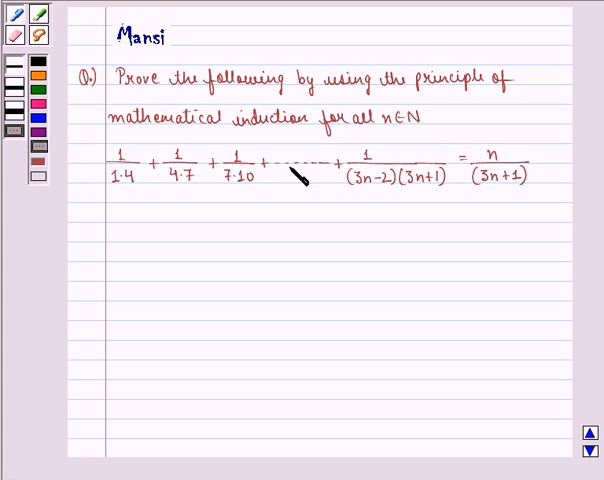 Mansi
Q.) Prove the following by using the principle of
mathematical induction for all n∈N
1/1·4 + 1/4·7 + 1/7·10 + ------- + 1/(3n-2)(3n+1) = n/(3n+1)